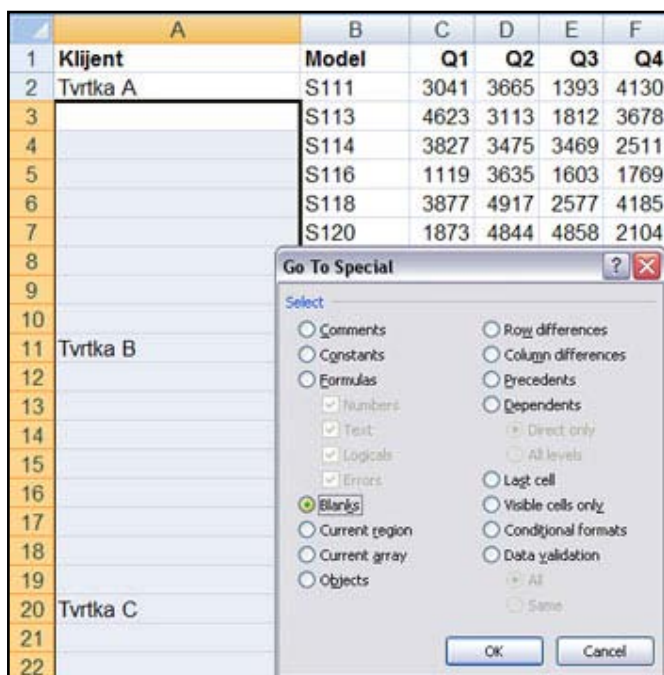 A B C D E F
1 Klijent Model Q1 Q2 Q3 Q4
2 Tvrtka A S111 3041 3665 1393 4130
3 S113 4623 3113 1812 3678
4 S114 3827 3475 3469 2511
5 S116 1119 3635 1603 1769
6 S118 3877 4917 2577 4185
7 S120 1873 4844 4858 2104
8
9
10
11 Tvrtka B
12
13
14
15
16
17
18
19
20 Tvrtka C
21
22
Go To Special ?
Select
Comments
Constants
Formulas
Numbers
Text
Logicals
Errors
Blanks
Current region
Current array
Objects
Row differences
Column differences
Precedents
Dependents
Direct only
All levels
Last cell
Visible cells only
Conditional formats
Data validation
All
Same
OK Cancel